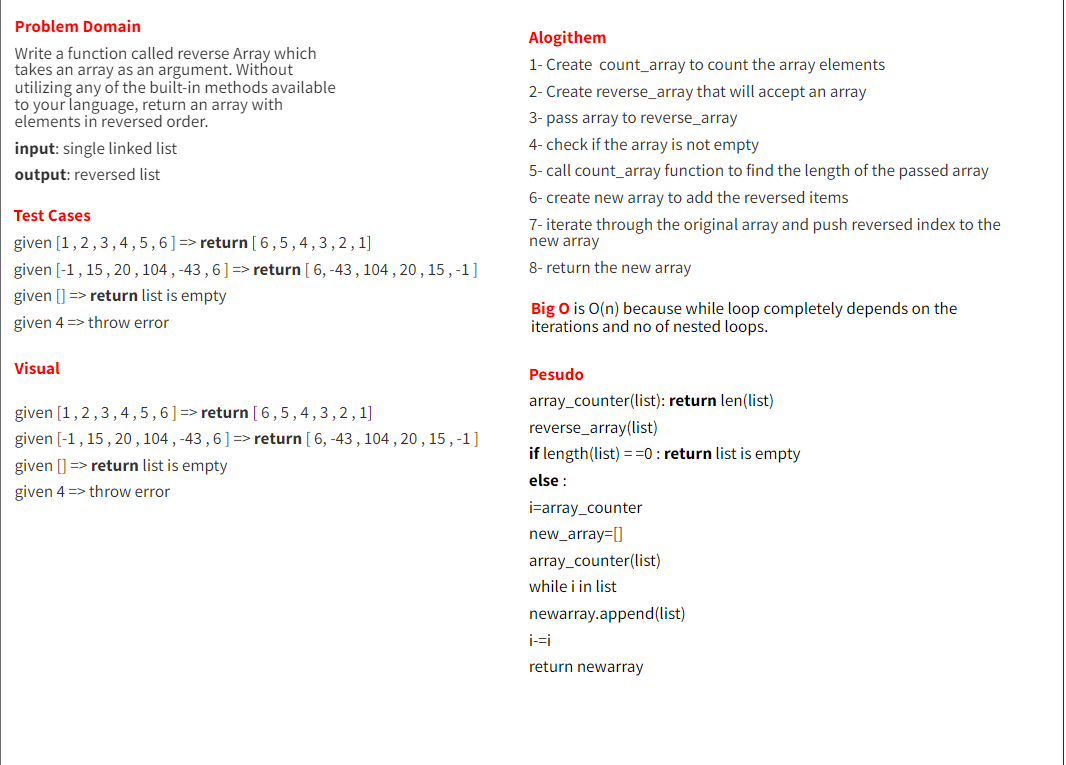 Problem Domain
Write a function called reverse Array which
takes an array as an argument. Without
utilizing any of the built-in methods available
to your language, return an array with
elements in reversed order.
input: single linked list
output: reversed list
Test Cases
given [1 , 2 , 3 , 4 , 5 , 6 ] => return [ 6 , 5 , 4 , 3 , 2 , 1]
given [-1 , 15 , 20 , 104 , -43 , 6 ] => return [ 6, -43 , 104 , 20 , 15 , -1 ]
given [] => return list is empty
given 4 => throw error
Visual
given [1 , 2 , 3 , 4 , 5 , 6 ] => return [ 6 , 5 , 4 , 3 , 2 , 1]
given [-1 , 15 , 20 , 104 , -43 , 6 ] => return [ 6, -43 , 104 , 20 , 15 , -1 ]
given [] => return list is empty
given 4 => throw error
Alogithem
1- Create  count_array to count the array elements
2- Create reverse_array that will accept an array
3- pass array to reverse_array
4- check if the array is not empty
5- call count_array function to find the length of the passed array
6- create new array to add the reversed items
7- iterate through the original array and push reversed index to the
new array
8- return the new array
Big O is O(n) because while loop completely depends on the
iterations and no of nested loops.
Pesudo
array_counter(list): return len(list)
reverse_array(list)
if length(list) = =0 : return list is empty
else :
i=array_counter
new_array=[]
array_counter(list)
while i in list
newarray.append(list)
i-=i
return newarray